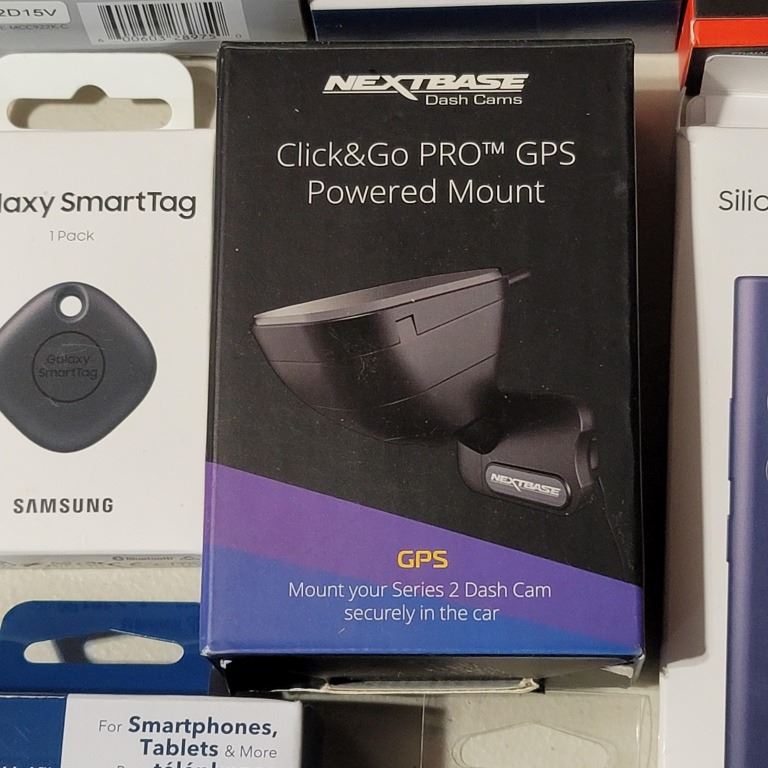 2D15V
NEXTBASE
Dash Cams
Click&Go PRO™ GPS
Powered Mount
laxy SmartTag
1 Pack
Galaxy
SmartTag
SAMSUNG
NEXTBASE
GPS
Mount your Series 2 Dash Cam
securely in the car
Silic
For Smartphones,
Tablets & More